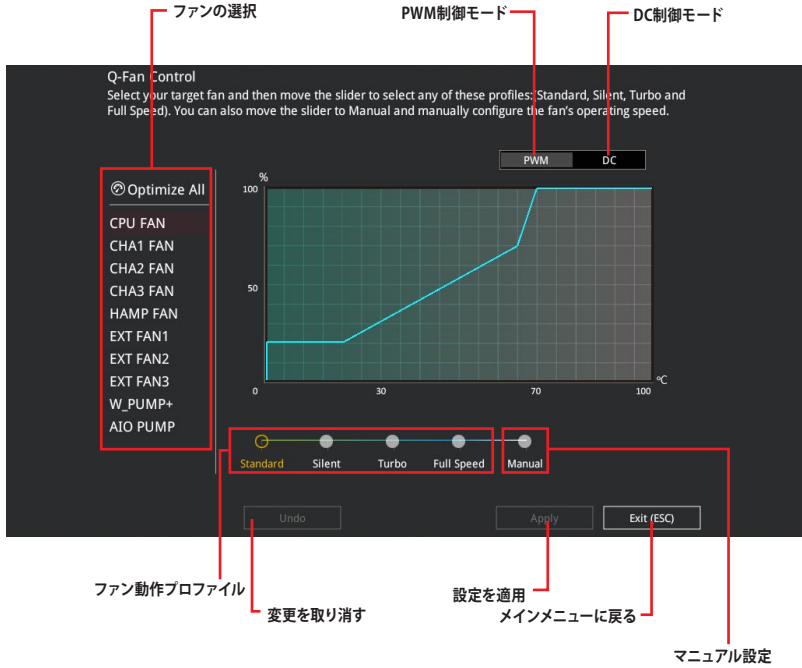 ファンの選択
PWM制御モード
DC制御モード
Q-Fan Control
Select your target fan and then move the slider to select any of these profiles:(Standard, Silent, Turbo and
Full Speed). You can also move the slider to Manual and manually configure the fan's operating speed.
PWM
DC
Optimize All
CPU FAN
CHA1 FAN
CHA2 FAN
CHA3 FAN
HAMP FAN
EXT FAN1
EXT FAN2
EXT FAN3
W_PUMP+
AIO PUMP
%
100
50
0
30
70
100
ºC
Standard
Silent
Turbo
Full Speed
Manual
Undo
Apply
Exit (ESC)
ファン動作プロファイル
変更を取り消す
設定を適用
メインメニューに戻る
マニュアル設定